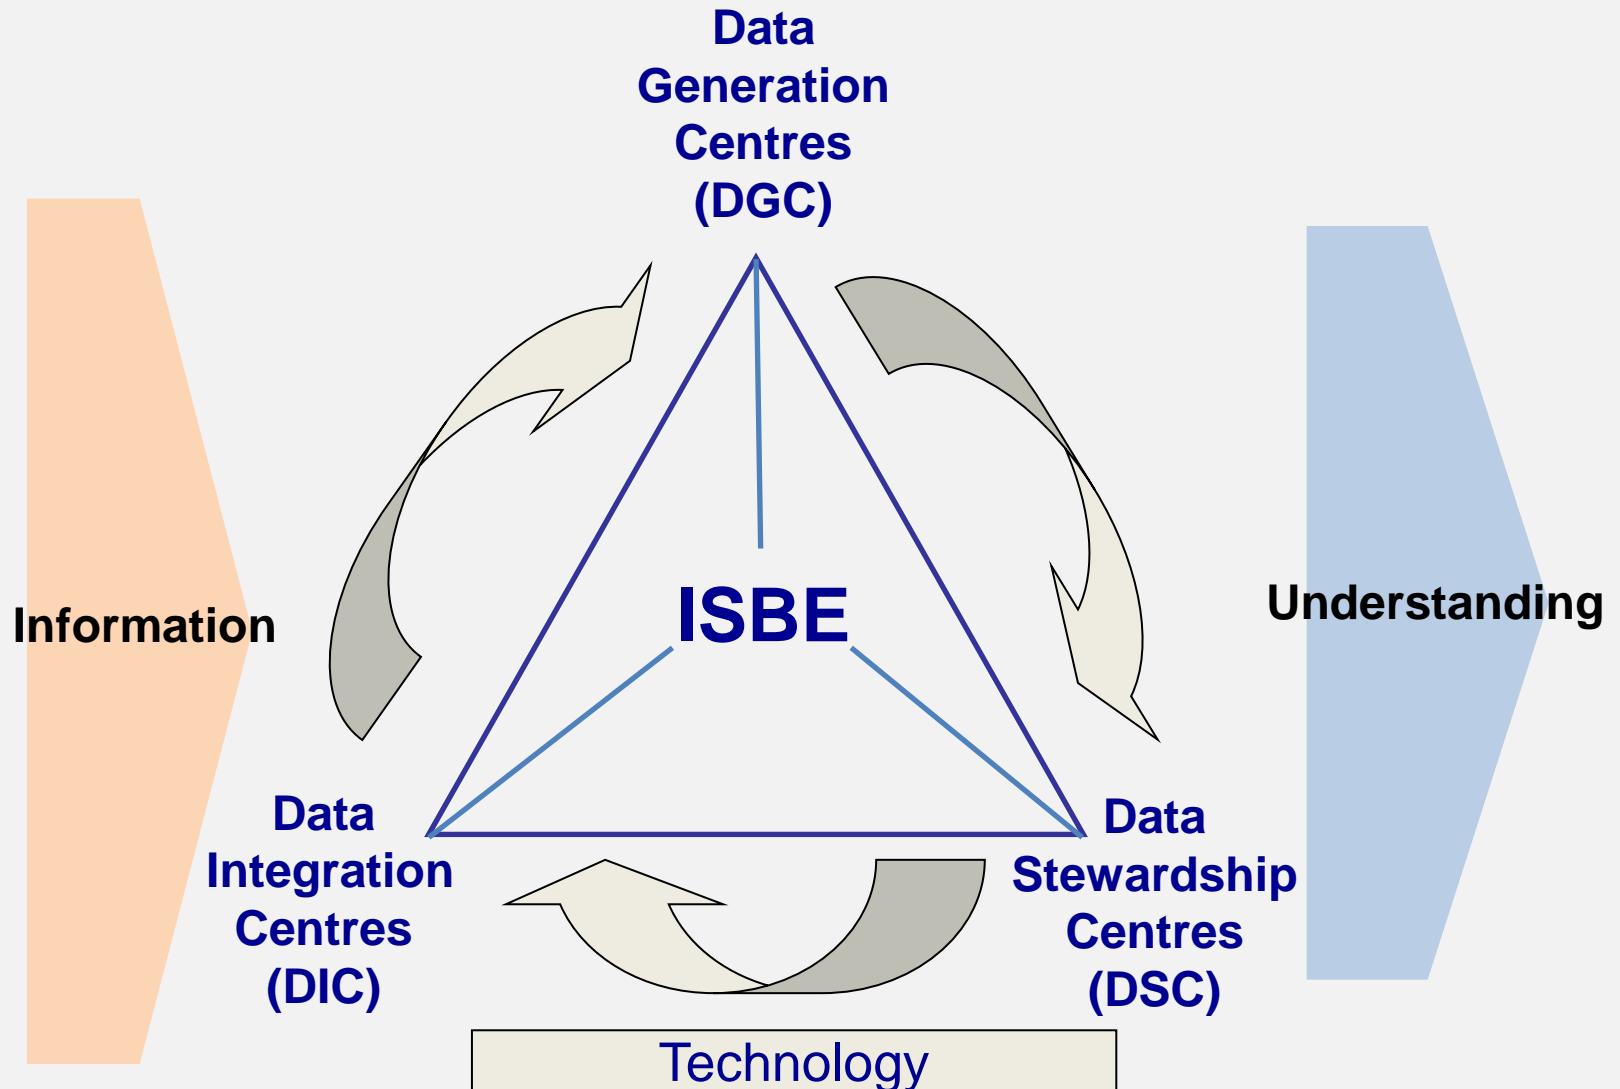 Data
Generation
Centres
(DGC)
Information
ISBE
Understanding
Data
Integration
Centres
(DIC)
Data
Stewardship
Centres
(DSC)
Technology